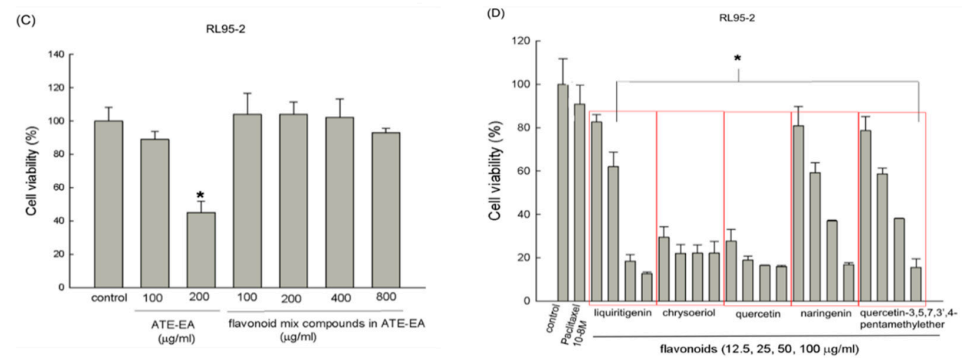 (C)
RL95-2
140
120
100
80
60
40
20
0
Cell viability (%)
*
control 100 200 100 200 400 800
ATE-EA flavonoid mix compounds in ATE-EA
(μg/ml) (μg/ml)
(D)
RL95-2
120
100
80
60
40
20
0
Cell viability (%)
*
control
Paclitaxel
10-8M
liquiritigenin chrysoeriol quercetin naringenin quercetin-3,5,7,3',4-
pentamethylether
flavonoids (12.5, 25, 50, 100 μg/ml)